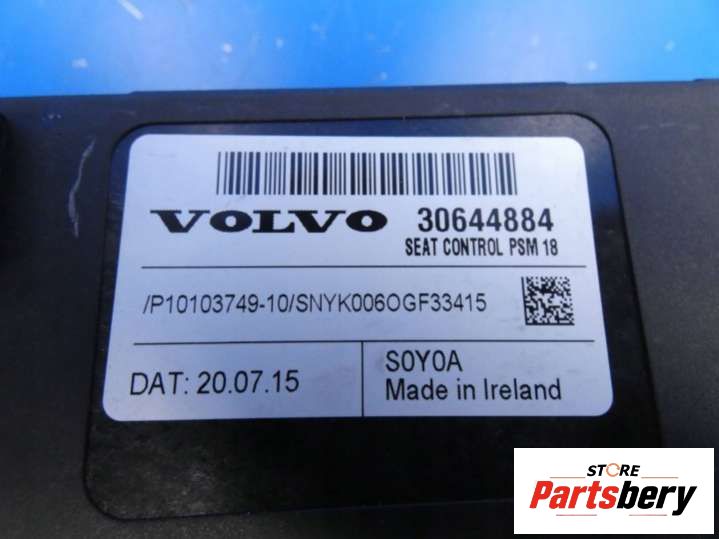 VOLVO 30644884
SEAT CONTROL PSM 18
/P10103749-10/SNYK006OGF33415
DAT: 20.07.15
S0Y0A
Made in Ireland
STORE
Partsbery